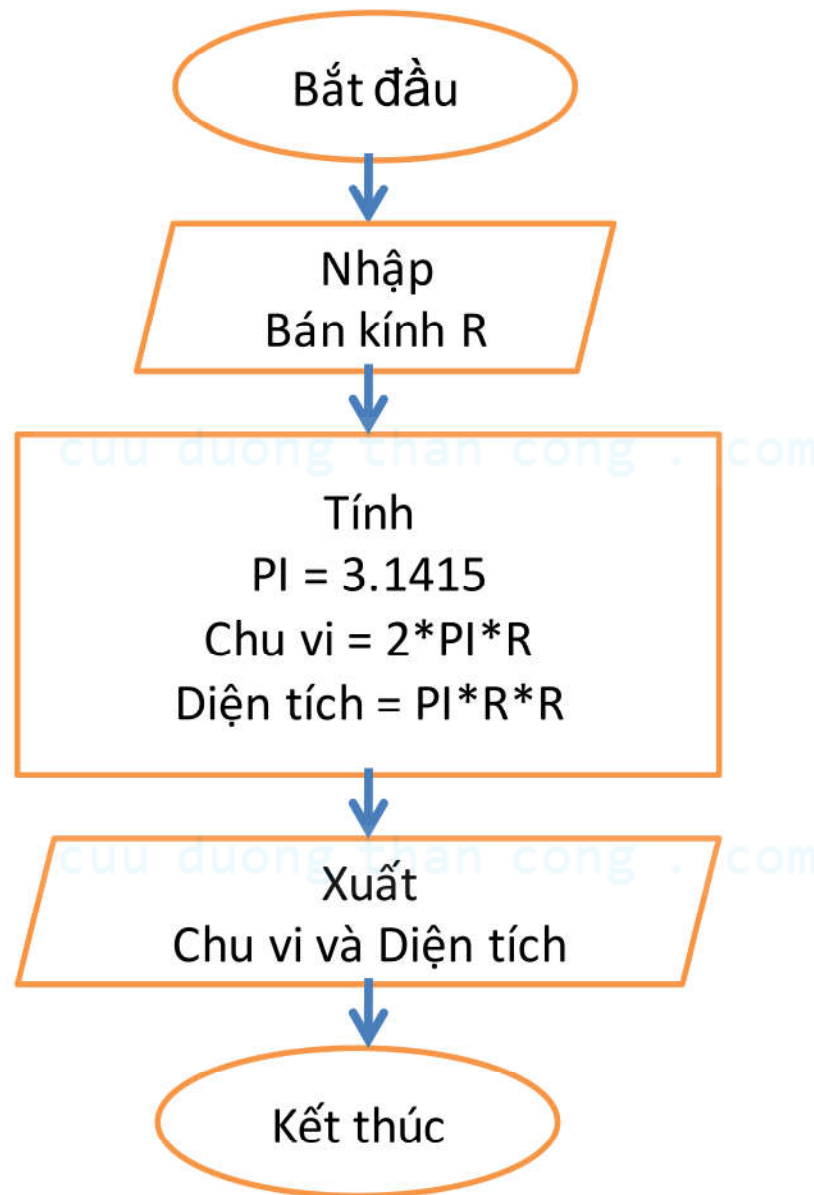 Bắt đầu
Nhập
Bán kính R
cuu duong than cong . com
Tính
PI = 3.1415
Chu vi = 2*PI*R
Diện tích = PI*R*R
cuu duong than cong . com
Xuất
Chu vi và Diện tích
Kết thúc